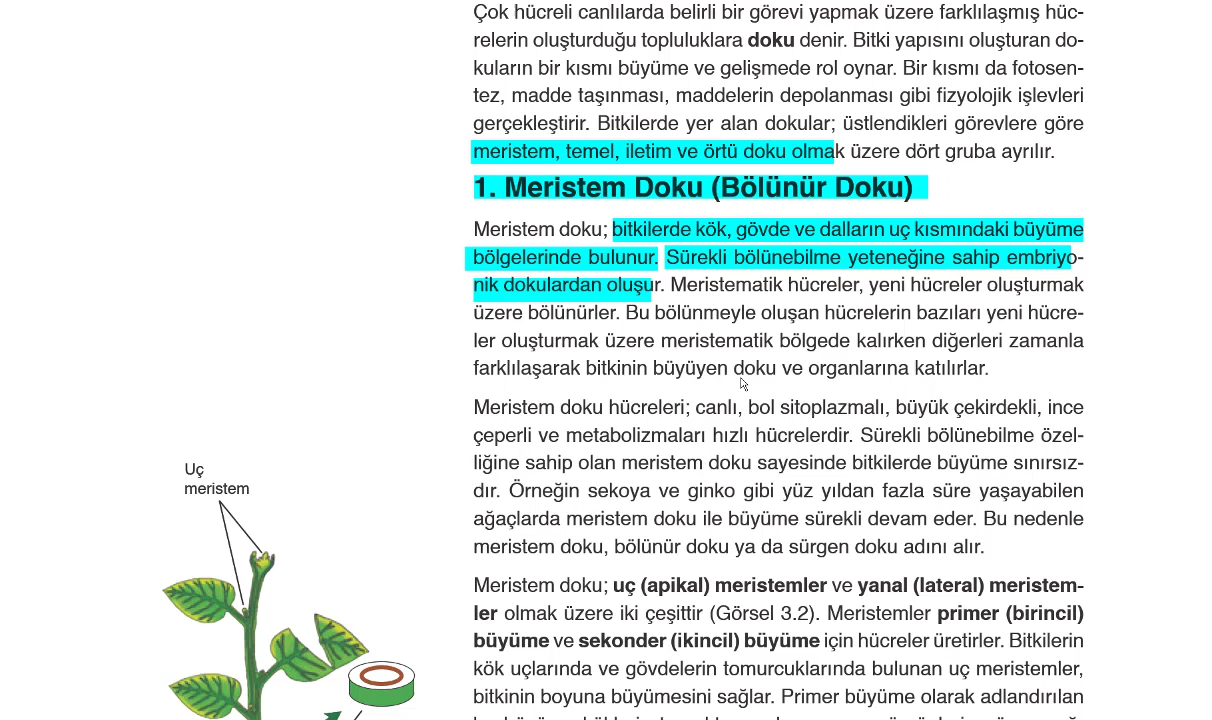 Çok hücreli canlılarda belirli bir görevi yapmak üzere farklılaşmış hüc-
relerin oluşturduğu topluluklara doku denir. Bitki yapısını oluşturan do-
kuların bir kısmı büyüme ve gelişmede rol oynar. Bir kısmı da fotosen-
tez, madde taşınması, maddelerin depolanması gibi fizyolojik işlevleri
gerçekleştirir. Bitkilerde yer alan dokular; üstlendikleri görevlere göre
meristem, temel, iletim ve örtü doku olmak üzere dört gruba ayrılır.
1. Meristem Doku (Bölünür Doku)
Meristem doku; bitkilerde kök, gövde ve dalların uç kısmındaki büyüme
bölgelerinde bulunur. Sürekli bölünebilme yeteneğine sahip embriyo-
nik dokulardan oluşur. Meristematik hücreler, yeni hücreler oluşturmak
üzere bölünürler. Bu bölünmeyle oluşan hücrelerin bazıları yeni hücre-
ler oluşturmak üzere meristematik bölgede kalırken diğerleri zamanla
farklılaşarak bitkinin büyüyen doku ve organlarına katılırlar.
Meristem doku hücreleri; canlı, bol sitoplazmalı, büyük çekirdekli, ince
çeperli ve metabolizmaları hızlı hücrelerdir. Sürekli bölünebilme özel-
liğine sahip olan meristem doku sayesinde bitkilerde büyüme sınırsız-
dır. Örneğin sekoya ve ginko gibi yüz yıldan fazla süre yaşayabilen
ağaçlarda meristem doku ile büyüme sürekli devam eder. Bu nedenle
meristem doku, bölünür doku ya da sürgen doku adını alır.
Meristem doku; uç (apikal) meristemler ve yanal (lateral) meristem-
ler olmak üzere iki çeşittir (Görsel 3.2). Meristemler primer (birincil)
büyüme ve sekonder (ikincil) büyüme için hücreler üretirler. Bitkilerin
kök uçlarında ve gövdelerin tomurcuklarında bulunan uç meristemler,
bitkinin boyuna büyümesini sağlar. Primer büyüme olarak adlandırılan
Uç
meristem